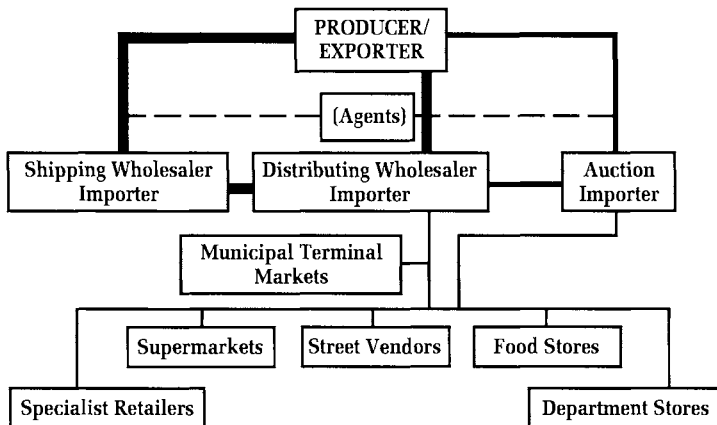 PRODUCER/
EXPORTER
(Agents)
Shipping Wholesaler
Importer
Distributing Wholesaler
Importer
Auction
Importer
Municipal Terminal
Markets
Supermarkets
Street Vendors
Food Stores
Specialist Retailers
Department Stores